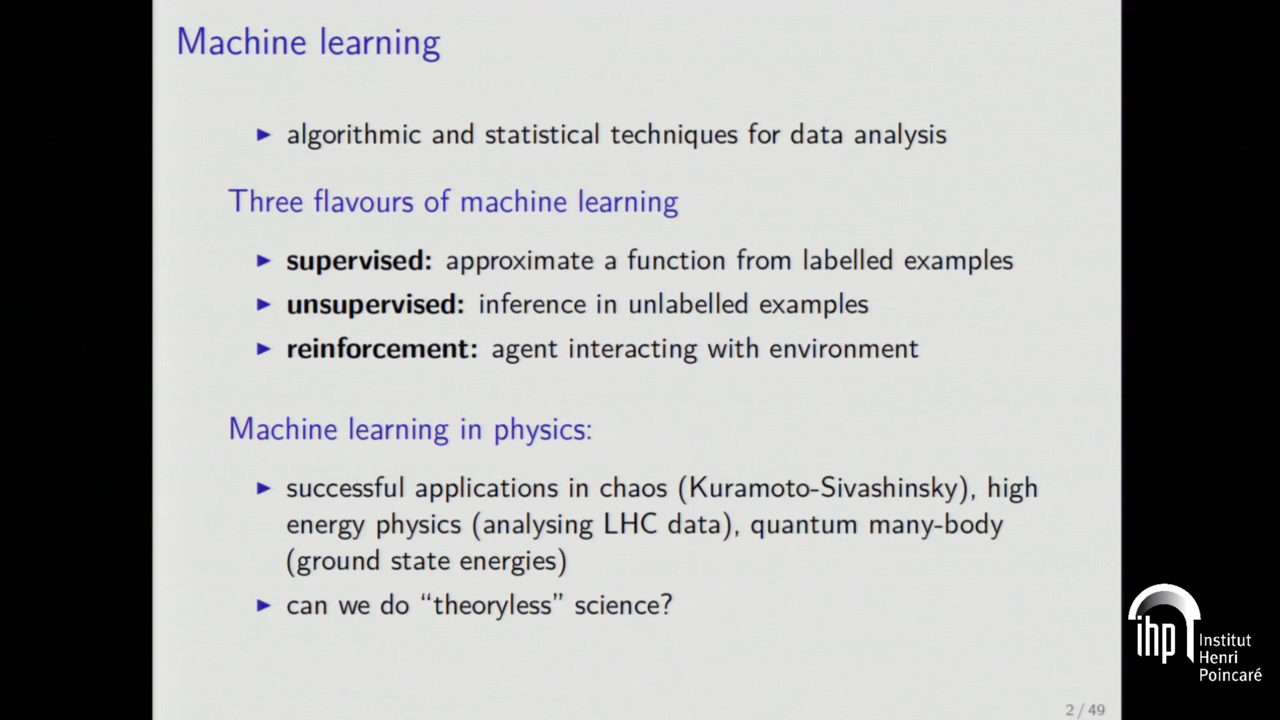 Machine learning
► algorithmic and statistical techniques for data analysis
Three flavours of machine learning
► supervised: approximate a function from labelled examples
► unsupervised: inference in unlabelled examples
► reinforcement: agent interacting with environment
Machine learning in physics:
► successful applications in chaos (Kuramoto-Sivashinsky), high
energy physics (analysing LHC data), quantum many-body
(ground state energies)
► can we do “theoryless” science?
ihp Institut
Henri
Poincaré
2 / 49